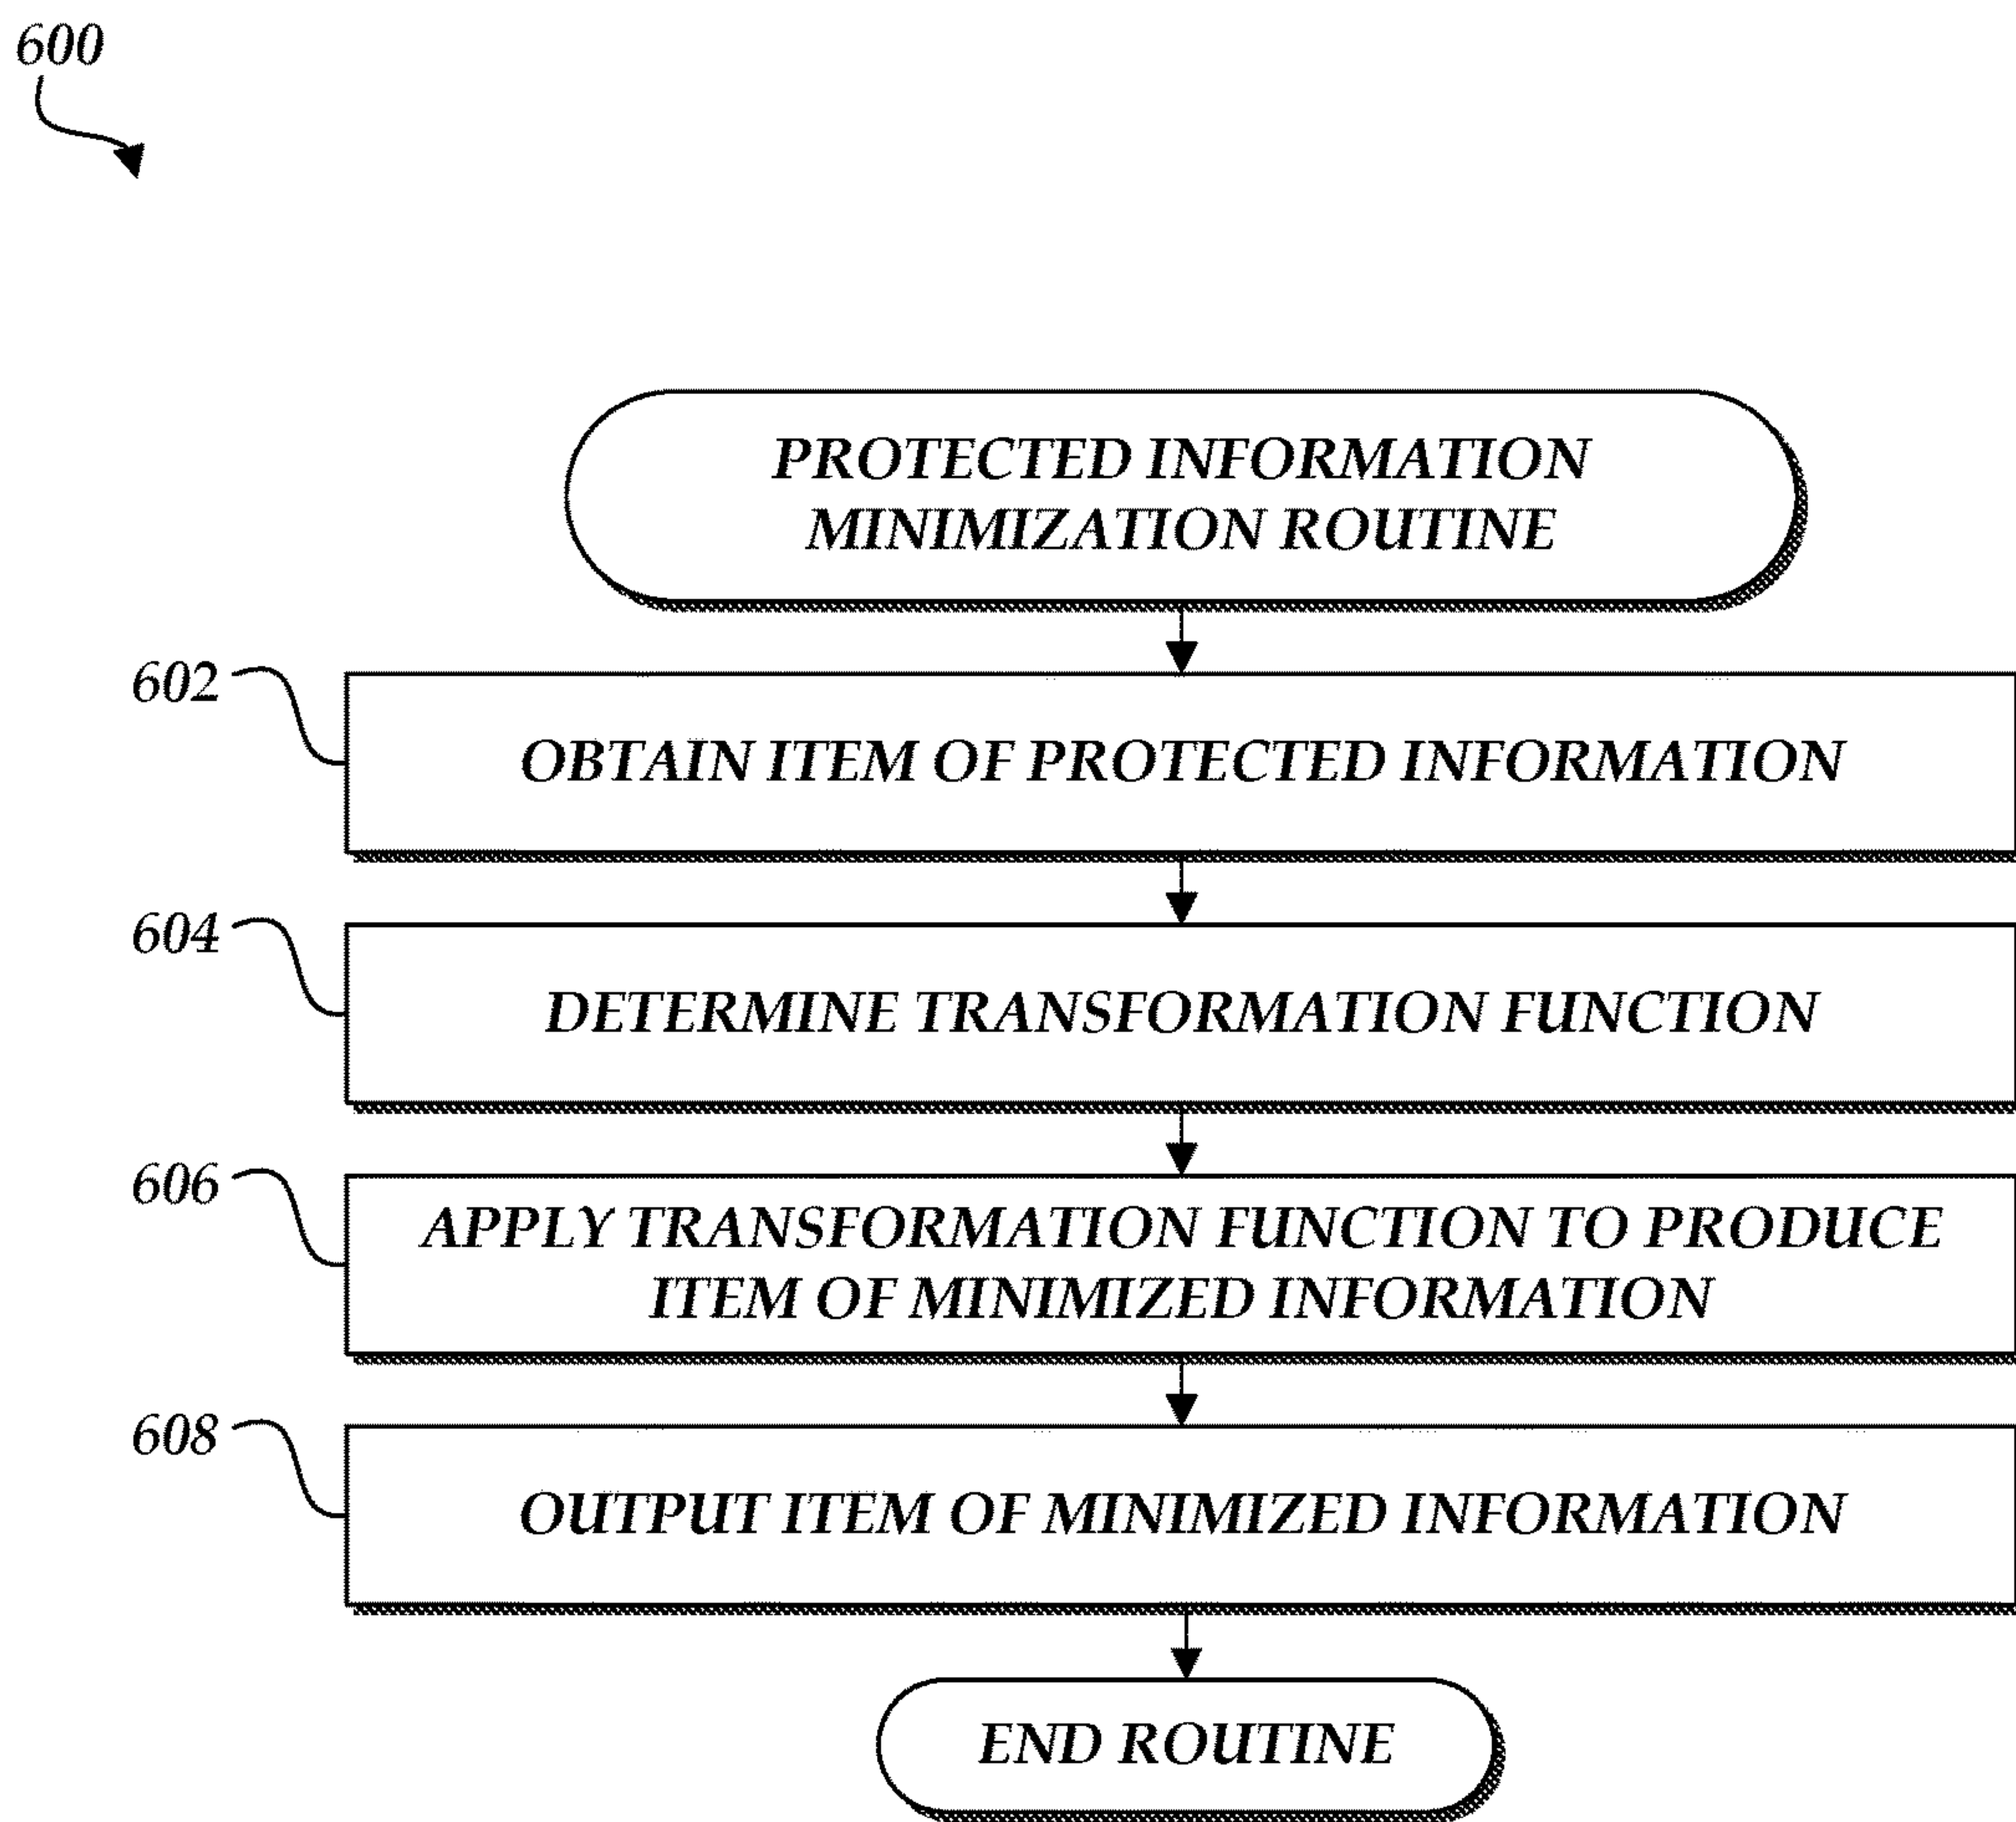 600
PROTECTED INFORMATION
MINIMIZATION ROUTINE
602
OBTAIN ITEM OF PROTECTED INFORMATION
604
DETERMINE TRANSFORMATION FUNCTION
606
APPLY TRANSFORMATION FUNCTION TO PRODUCE
ITEM OF MINIMIZED INFORMATION
608
OUTPUT ITEM OF MINIMIZED INFORMATION
END ROUTINE